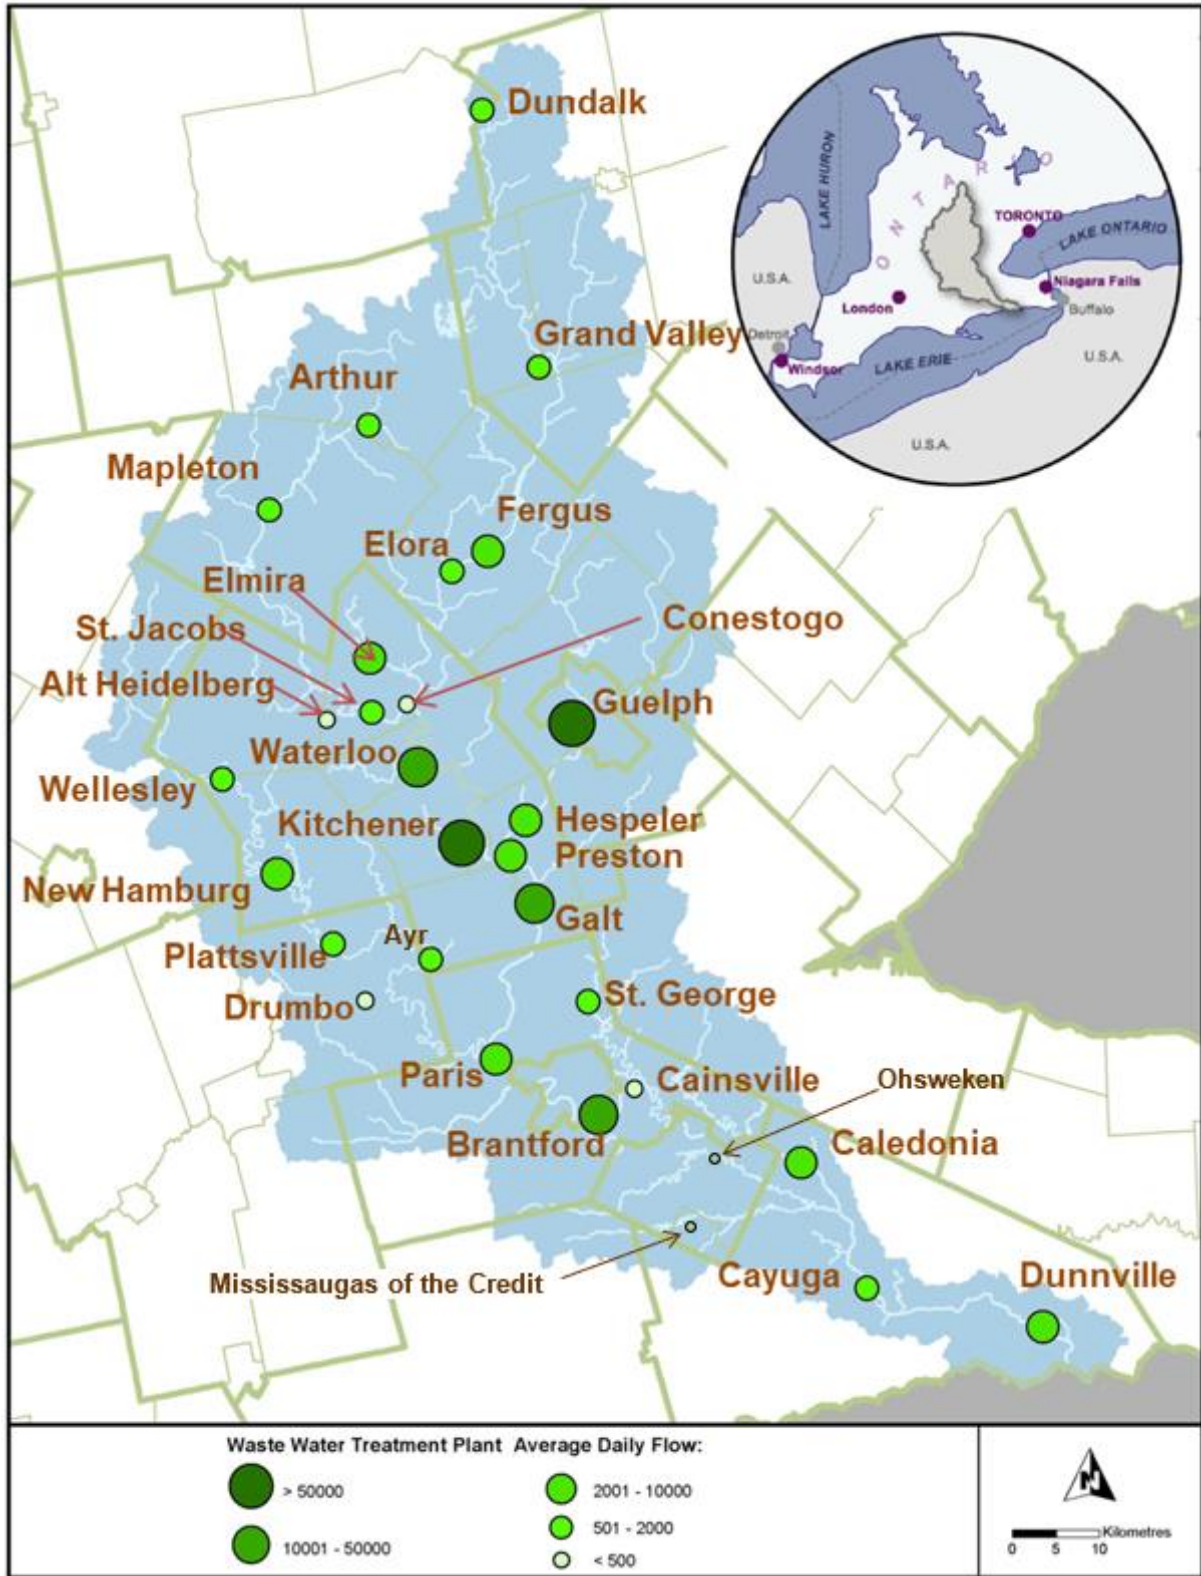 Dundalk
Grand Valley
Arthur
Mapleton
Fergus
Elora
Elmira
Conestogo
St. Jacobs
Alt Heidelberg
Guelph
Waterloo
Wellesley
Kitchener
Hespeler
Preston
New Hamburg
Galt
Ayr
Plattsville
St. George
Drumbo
Paris
Cainsville
Ohsweken
Brantford
Caledonia
Mississaugas of the Credit
Cayuga
Dunnville
LAKE HURON
ONTARIO
TORONTO
LAKE ONTARIO
U.S.A.
Niagara Falls
London
Buffalo
Detroit
Windsor
LAKE ERIE
U.S.A.
U.S.A.
Waste Water Treatment Plant Average Daily Flow:
> 50000
10001 - 50000
2001 - 10000
501 - 2000
< 500
N
Kilometres
0 5 10